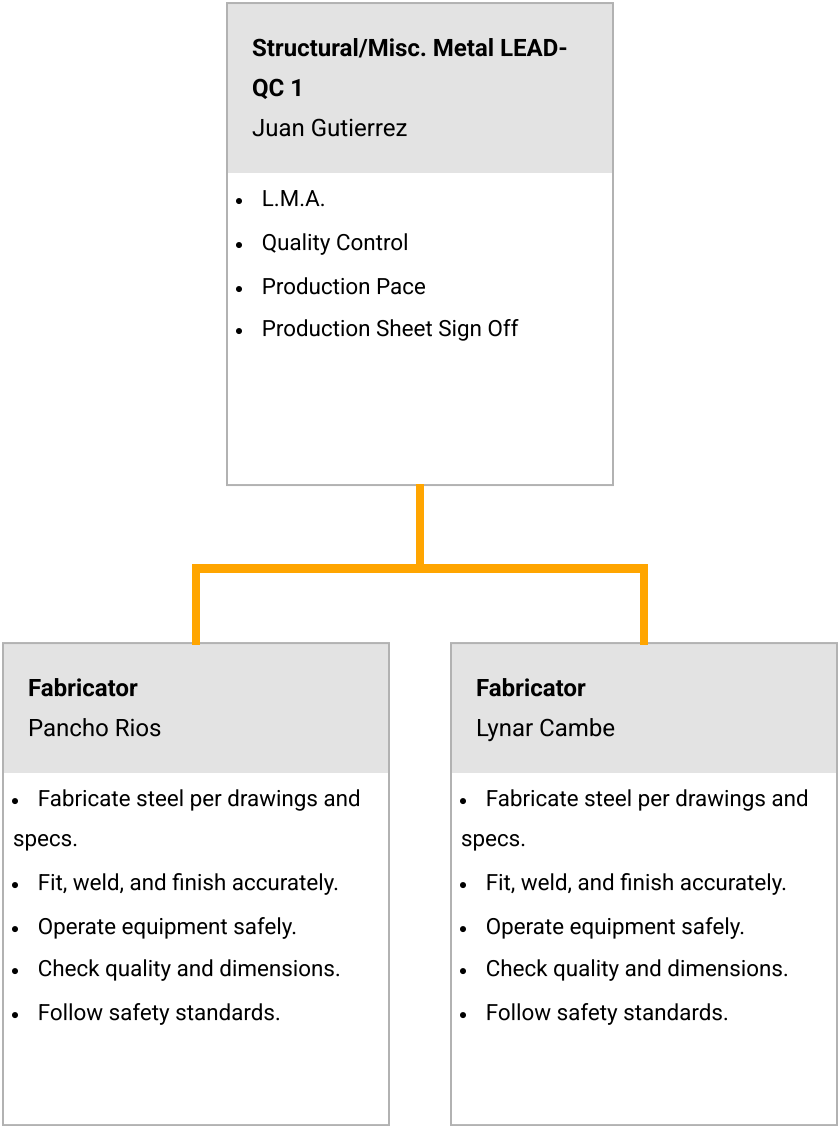 Structural/Misc. Metal LEAD-
QC 1
Juan Gutierrez
• L.M.A.
• Quality Control
• Production Pace
• Production Sheet Sign Off
Fabricator
Pancho Rios
• Fabricate steel per drawings and
specs.
• Fit, weld, and finish accurately.
• Operate equipment safely.
• Check quality and dimensions.
• Follow safety standards.
Fabricator
Lynar Cambe
• Fabricate steel per drawings and
specs.
• Fit, weld, and finish accurately.
• Operate equipment safely.
• Check quality and dimensions.
• Follow safety standards.